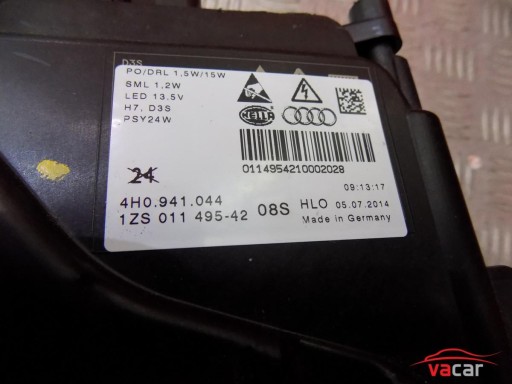 D3S
PO/DRL 1,5W/15W
SML 1,2W
LED 13.5V
H7, D3S
PSY24W
HELLA
0114954210002028
24
09:13:17
4H0.941.044
1ZS 011 495-42 08S HLO 05.07.2014
Made in Germany
vacar